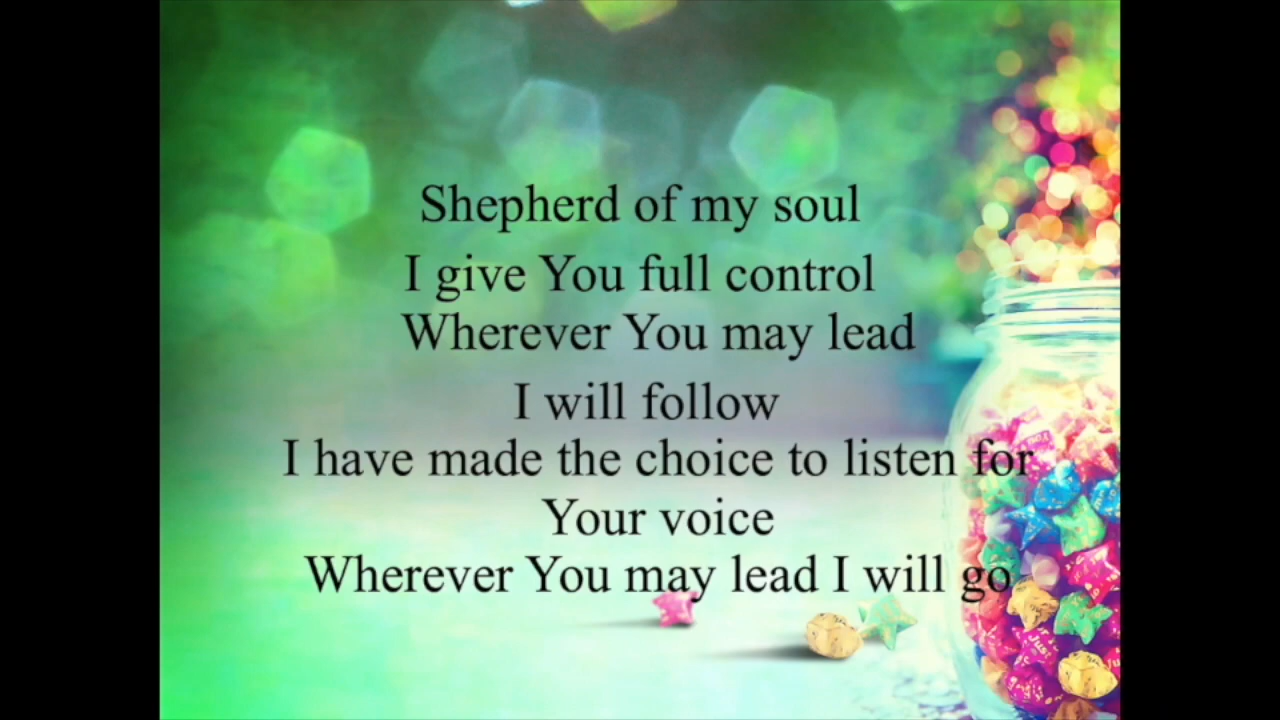 Shepherd of my soul
I give You full control
Wherever You may lead
I will follow
I have made the choice to listen for
Your voice
Wherever You may lead I will go